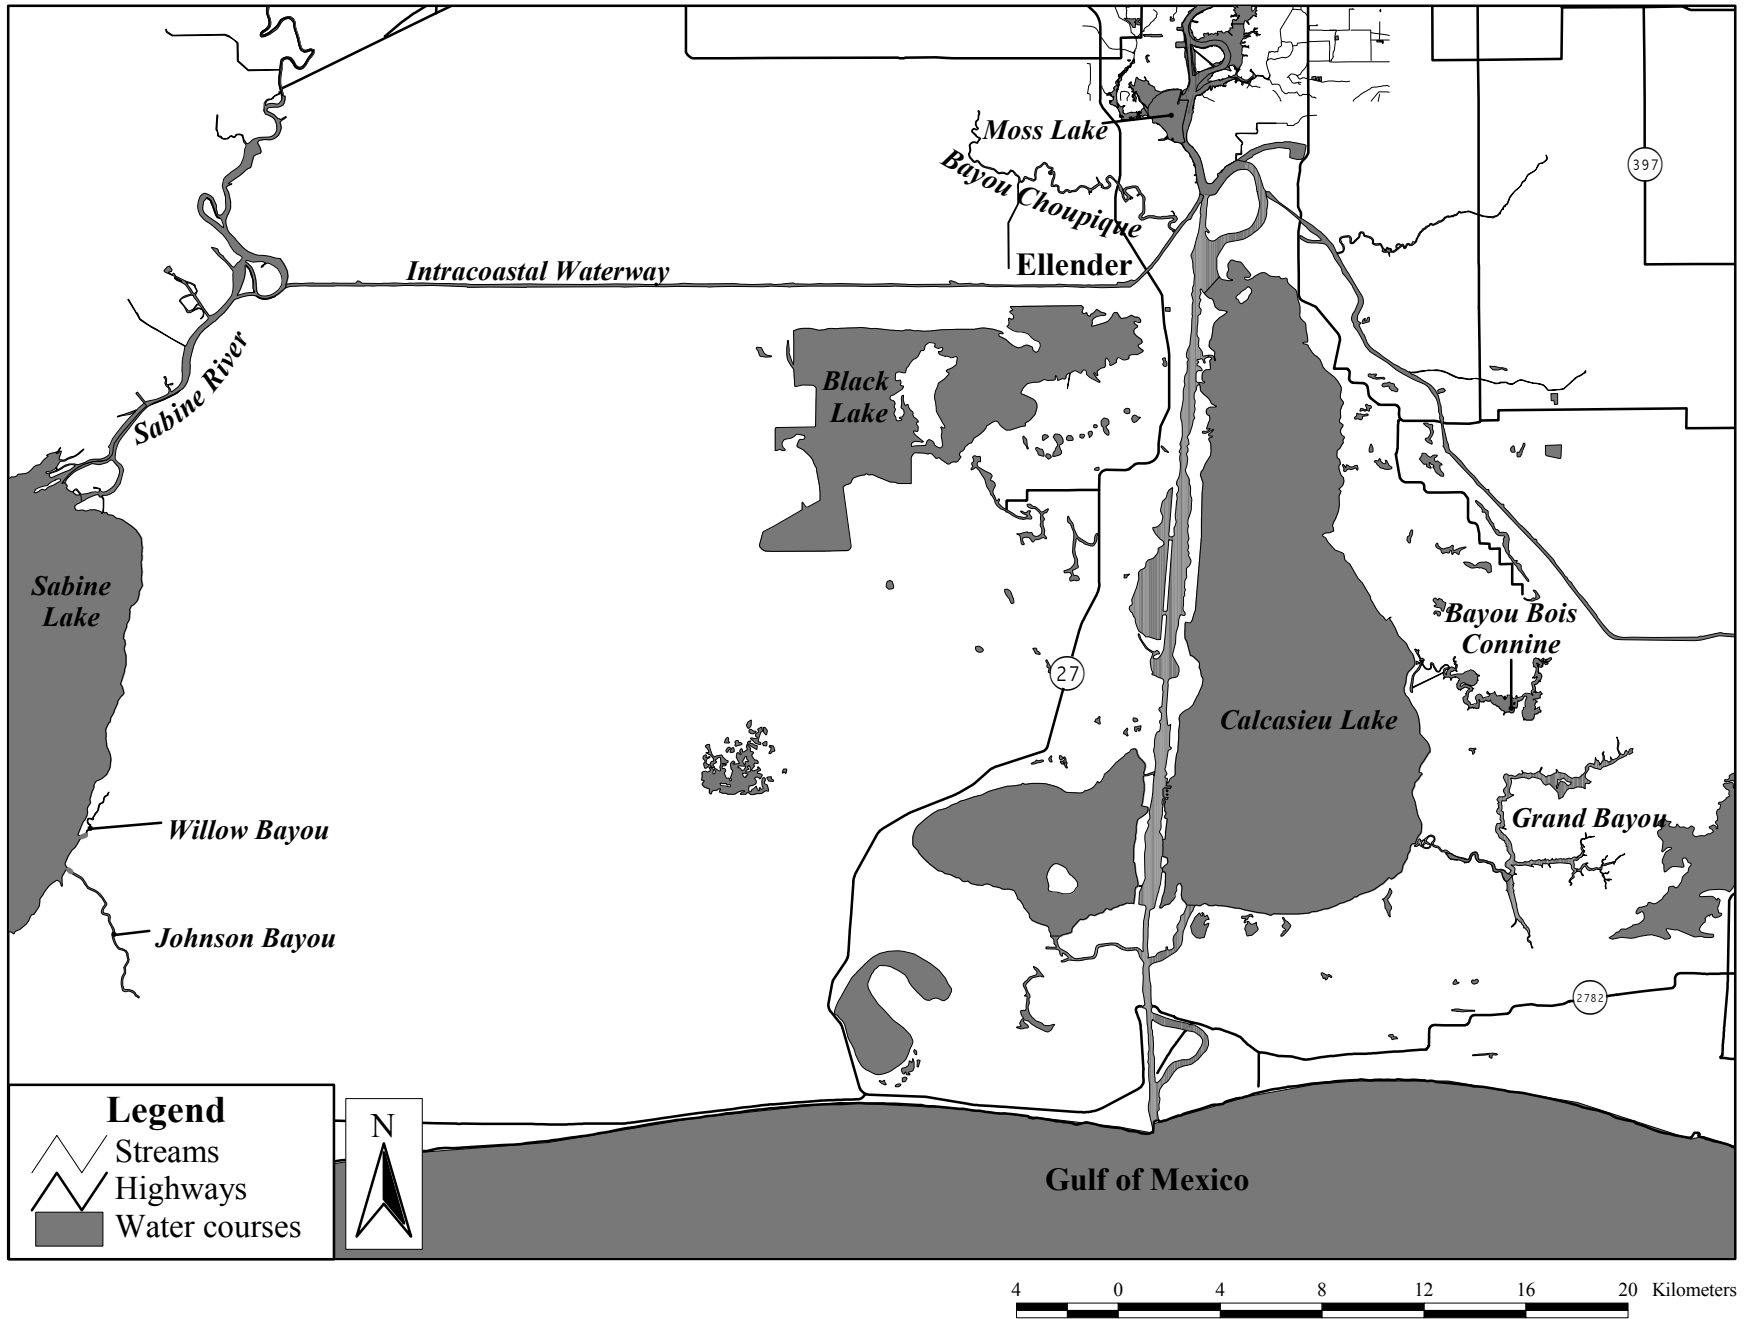 Moss Lake
397
Bayou Choupique
Ellender
Intracoastal Waterway
Sabine River
Black
Lake
Sabine
Lake
Bayou Bois
Connine
27
Calcasieu Lake
Grand Bayou
Willow Bayou
Johnson Bayou
2782
Legend
Streams
Highways
Water courses
N
Gulf of Mexico
4 0 4 8 12 16 20 Kilometers